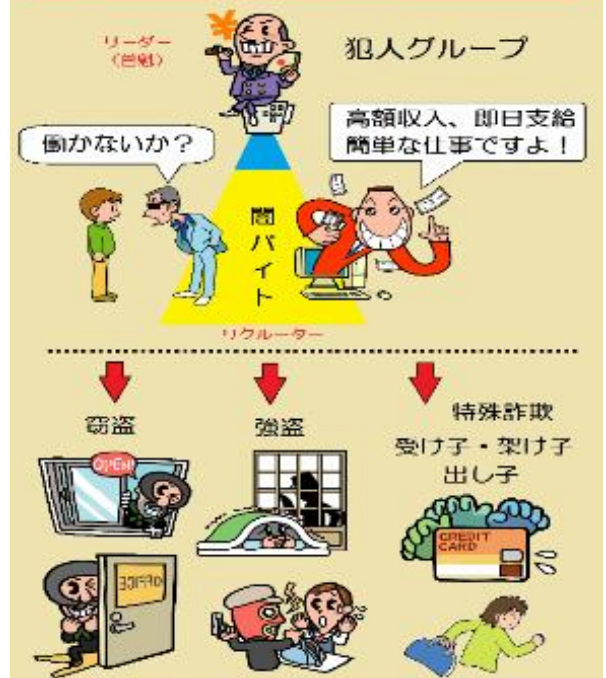 リーダー
（首魁）
犯人グループ
働かないか？
高額収入、即日支給
簡単な仕事ですよ！
闇バイト
リクルーター
窃盗
強盗
特殊詐欺
受け子・架け子
出し子
OPEN!
OFFICE
CREDIT
CARD